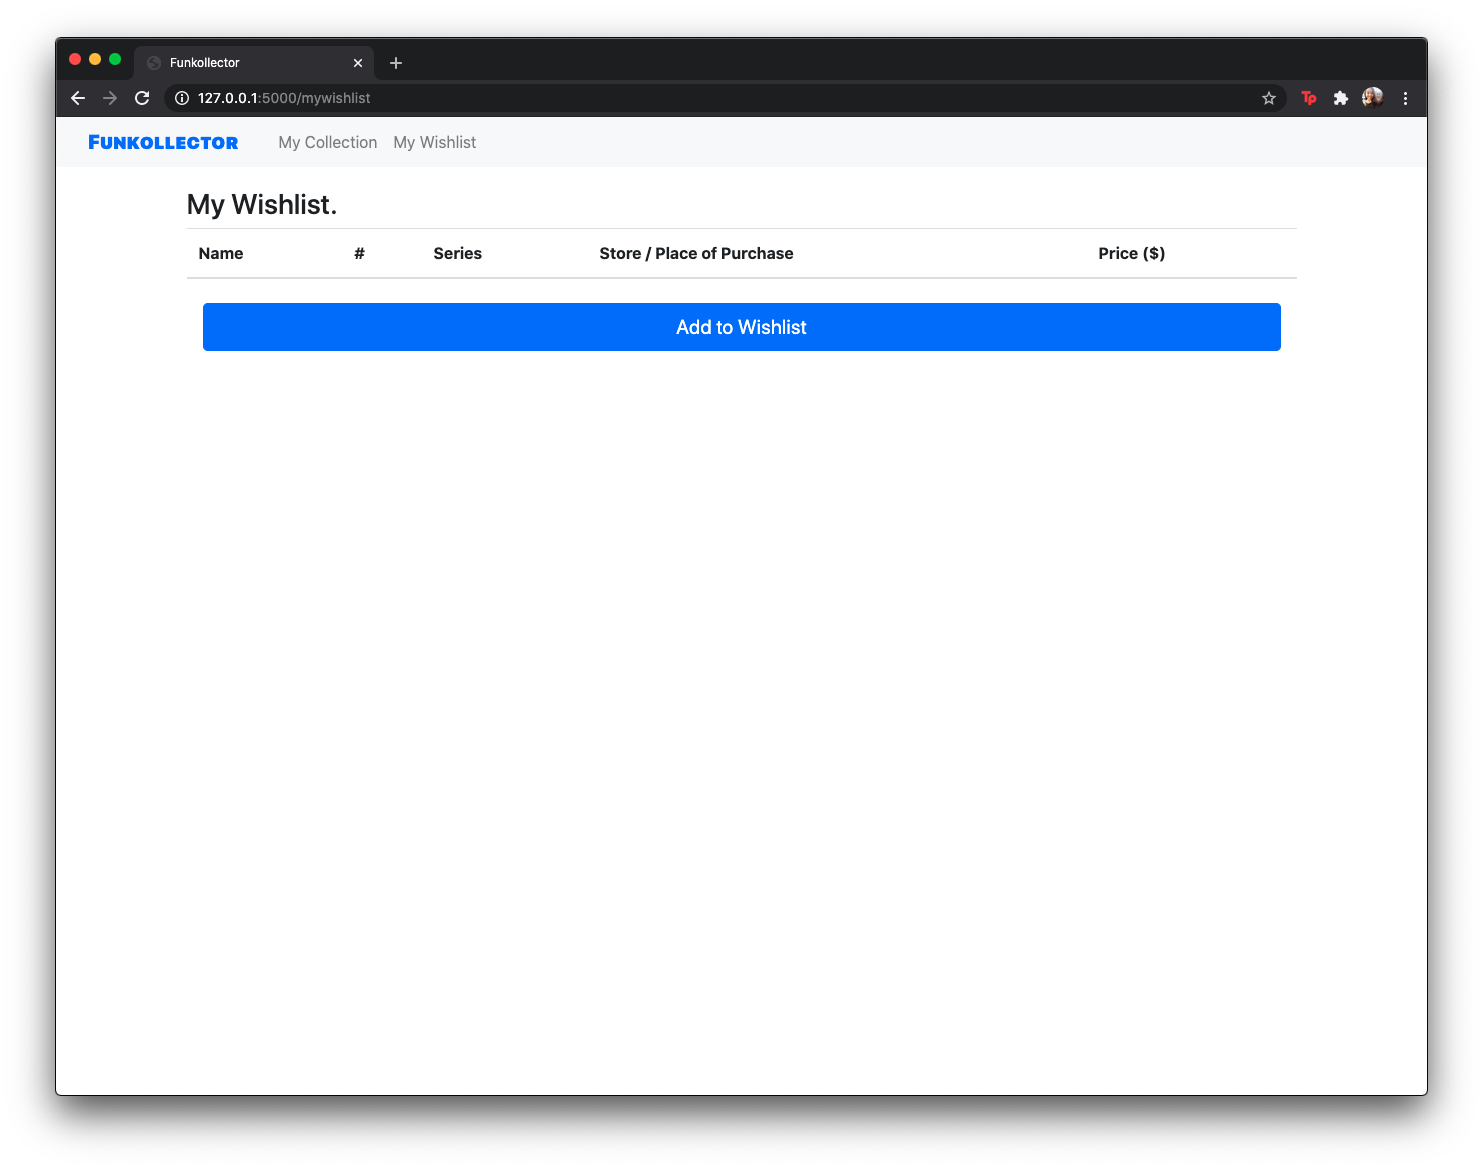 Funkollector
127.0.0.1:5000/mywishlist
Tp
Funkollector My Collection My Wishlist
My Wishlist.
Name # Series Store / Place of Purchase Price ($)
Add to Wishlist